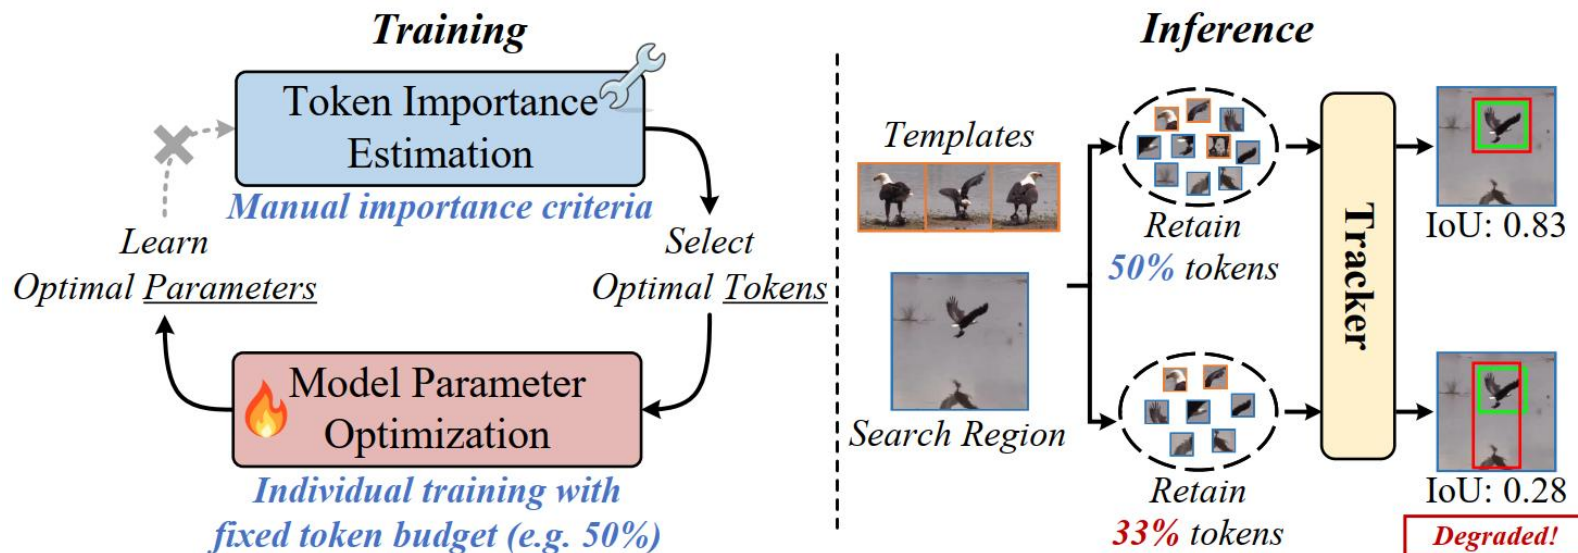 Training
Token Importance
Estimation
Manual importance criteria
Learn
Optimal Parameters
Select
Optimal Tokens
Model Parameter
Optimization
Individual training with
fixed token budget (e.g. 50%)
Inference
Templates
Search Region
Retain
50% tokens
Retain
33% tokens
Tracker
IoU: 0.83
IoU: 0.28
Degraded!